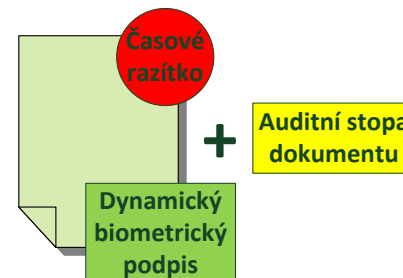 Časové
razítko
+
Auditní stopa
dokumentu
Dynamický
biometrický
podpis